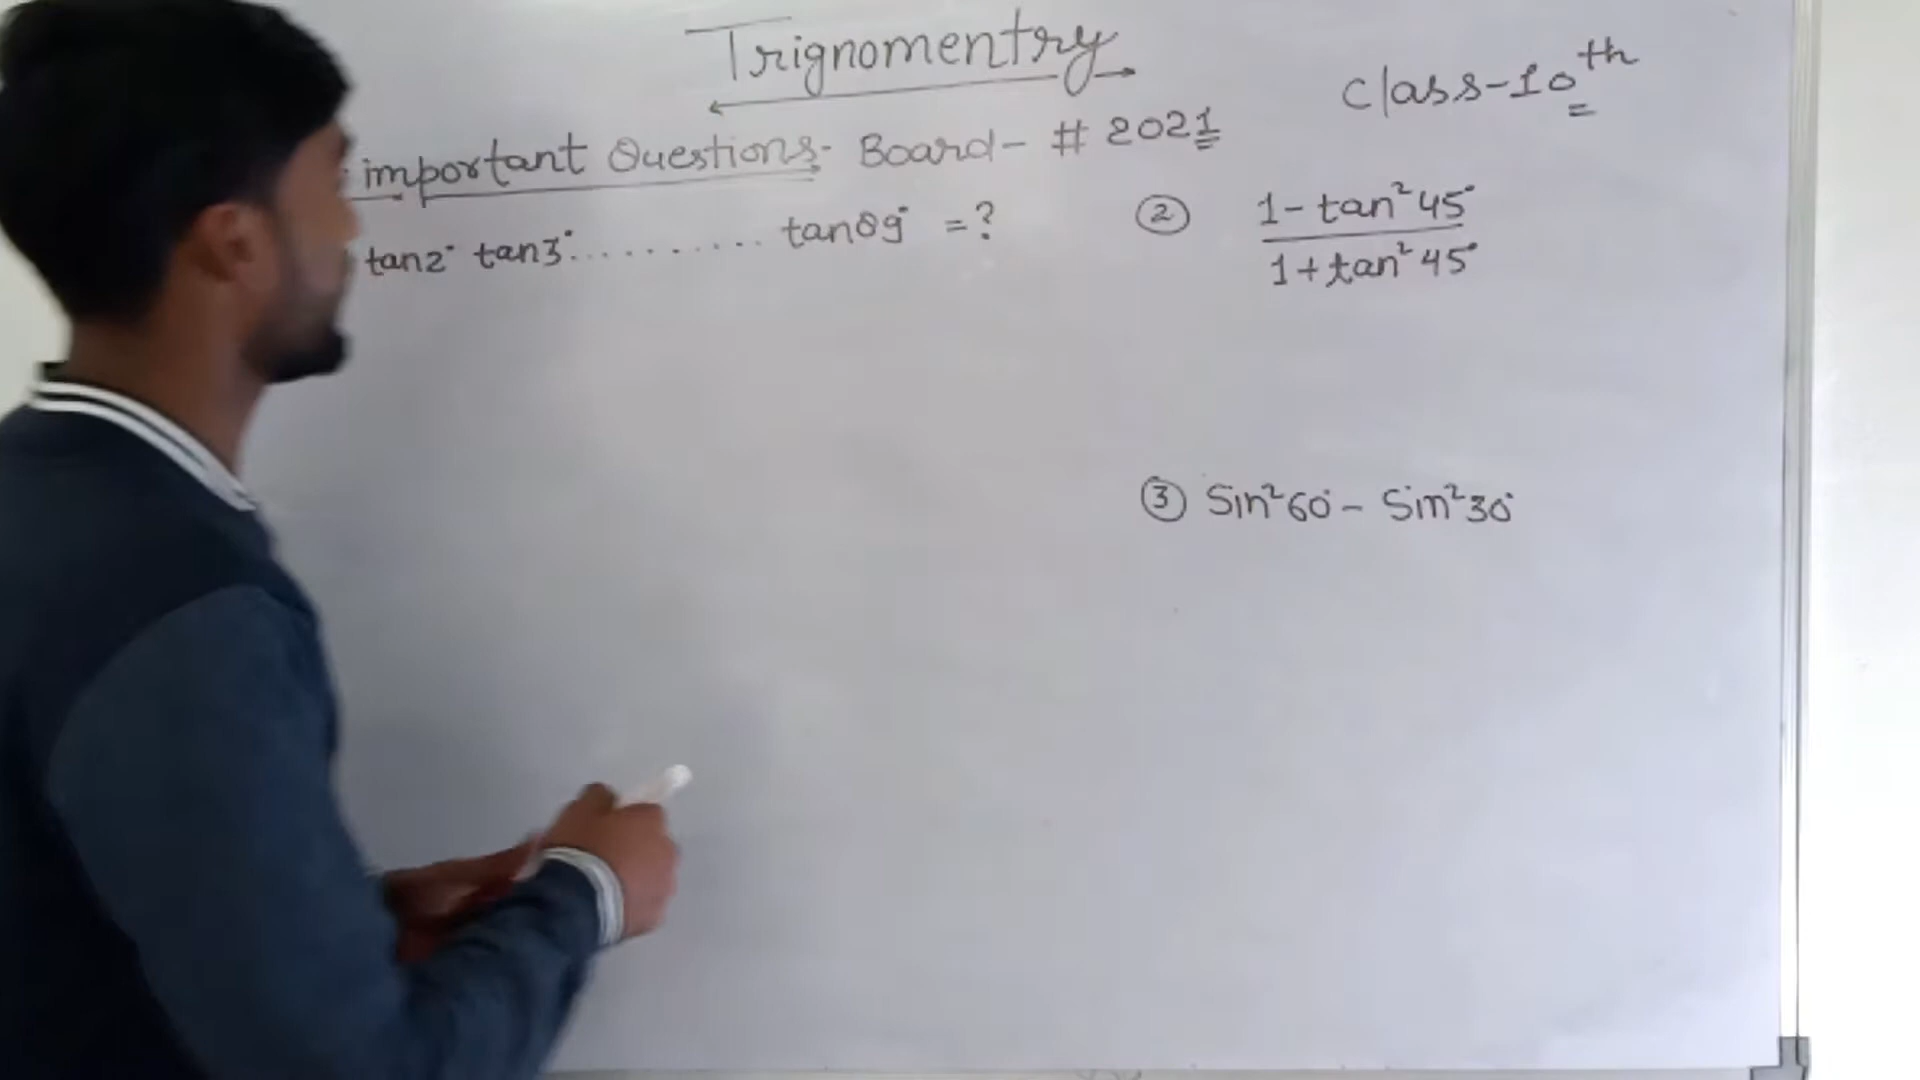 Trignomentry
Class-10th
important Questions- Board- # 2021
tan2° tan3°.......... tan89° =?
② 1-tan²45° / 1+tan²45°
③ Sin²60° - Sin²30°